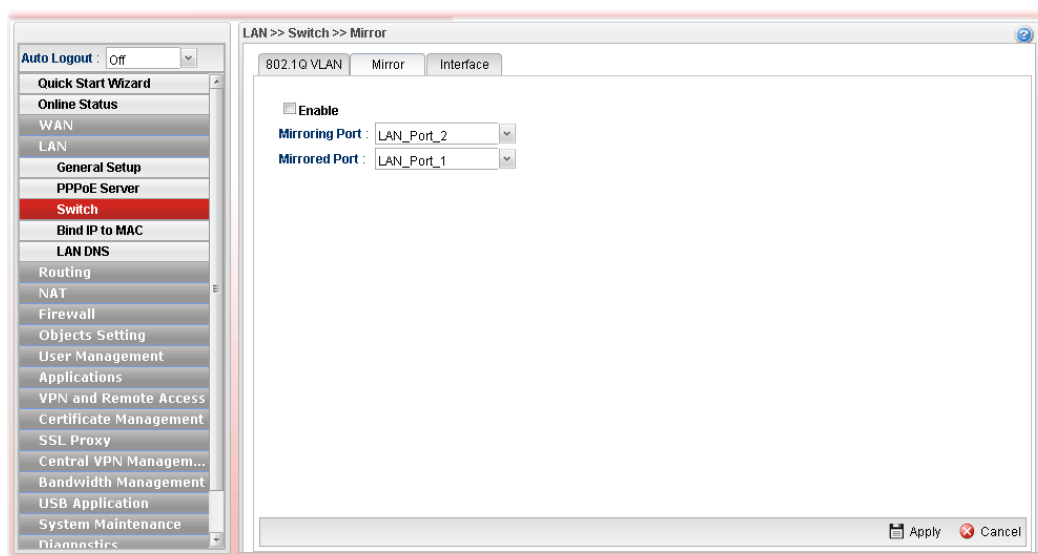 LAN >> Switch >> Mirror
Auto Logout : Off
802.1Q VLAN Mirror Interface
Quick Start Wizard
Online Status
WAN
LAN
General Setup
PPPoE Server
Switch
Bind IP to MAC
LAN DNS
Routing
NAT
Firewall
Objects Setting
User Management
Applications
VPN and Remote Access
Certificate Management
SSL Proxy
Central VPN Managem...
Bandwidth Management
USB Application
System Maintenance
Diagnostics
Enable
Mirroring Port : LAN_Port_2
Mirrored Port : LAN_Port_1
Apply Cancel